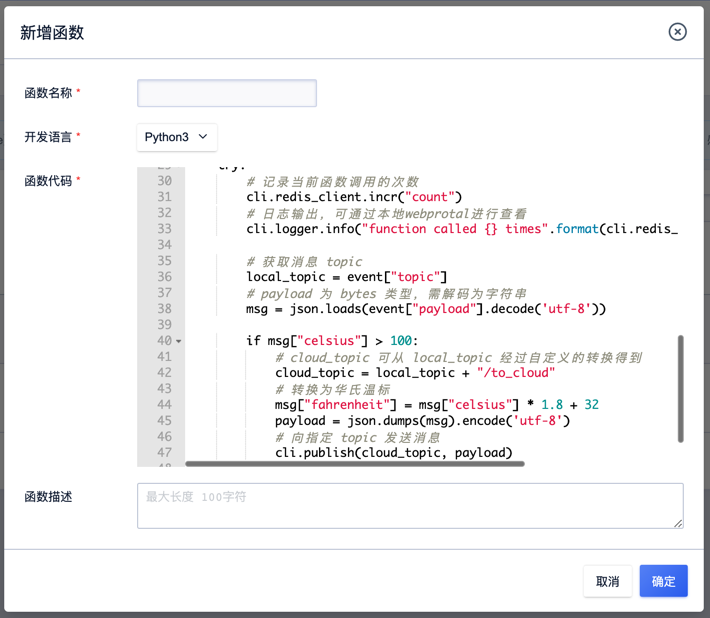 新增函数
函数名称 *
开发语言 * Python3
函数代码 *
30 # 记录当前函数调用的次数
31 cli.redis_client.incr("count")
32 # 日志输出，可通过本地webprotal进行查看
33 cli.logger.info("function called {} times".format(cli.redis_
34
35 # 获取消息 topic
36 local_topic = event["topic"]
37 # payload 为 bytes 类型，需解码为字符串
38 msg = json.loads(event["payload"].decode('utf-8'))
39
40 if msg["celsius"] > 100:
41 # cloud_topic 可从 local_topic 经过自定义的转换得到
42 cloud_topic = local_topic + "/to_cloud"
43 # 转换为华氏温标
44 msg["fahrenheit"] = msg["celsius"] * 1.8 + 32
45 payload = json.dumps(msg).encode('utf-8')
46 # 向指定 topic 发送消息
47 cli.publish(cloud_topic, payload)
函数描述
最大长度 100字符
取消 确定